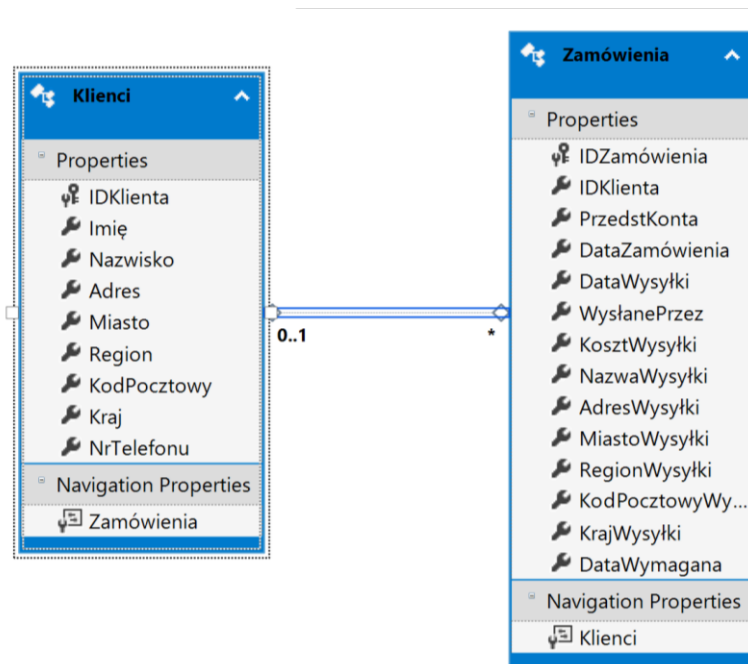 Klienci
Properties
IDKlienta
Imię
Nazwisko
Adres
Miasto
Region
KodPocztowy
Kraj
NrTelefonu
Navigation Properties
Zamówienia
0..1
*
Zamówienia
Properties
IDZamówienia
IDKlienta
PrzedstKonta
DataZamówienia
DataWysyłki
WysłanePrzez
KosztWysyłki
NazwaWysyłki
AdresWysyłki
MiastoWysyłki
RegionWysyłki
KodPocztowyWy...
KrajWysyłki
DataWymagana
Navigation Properties
Klienci